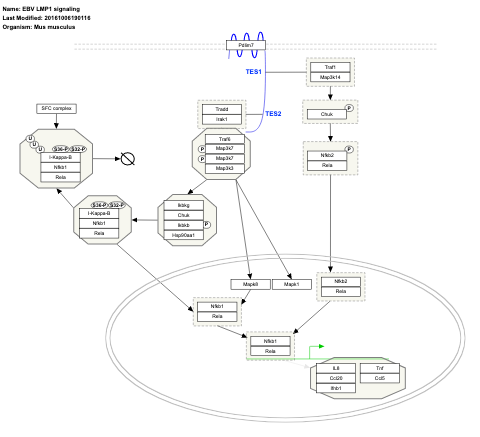 Name: EBV LMP1 signaling
Last Modified: 20161006190116
Organism: Mus musculus
Pdlim7
TES1
Traf1
Map3k14
SFC complex
Tradd
Irak1
TES2
Chuk
P
U
U
U
S36-P S32-P
I-Kappa-B
Nfkb1
Rela
Traf6
Map3k7
Map3k7
Map3k3
P
P
Nfkb2
Rela
P
S36-P S32-P
I-Kappa-B
Nfkb1
Rela
Ikbkg
Chuk
Ikbkb
Hsp90aa1
P
Mapk8
Mapk1
Nfkb2
Rela
Nfkb1
Rela
Nfkb1
Rela
IL8
Ccl20
Ifnb1
Tnf
Ccl5